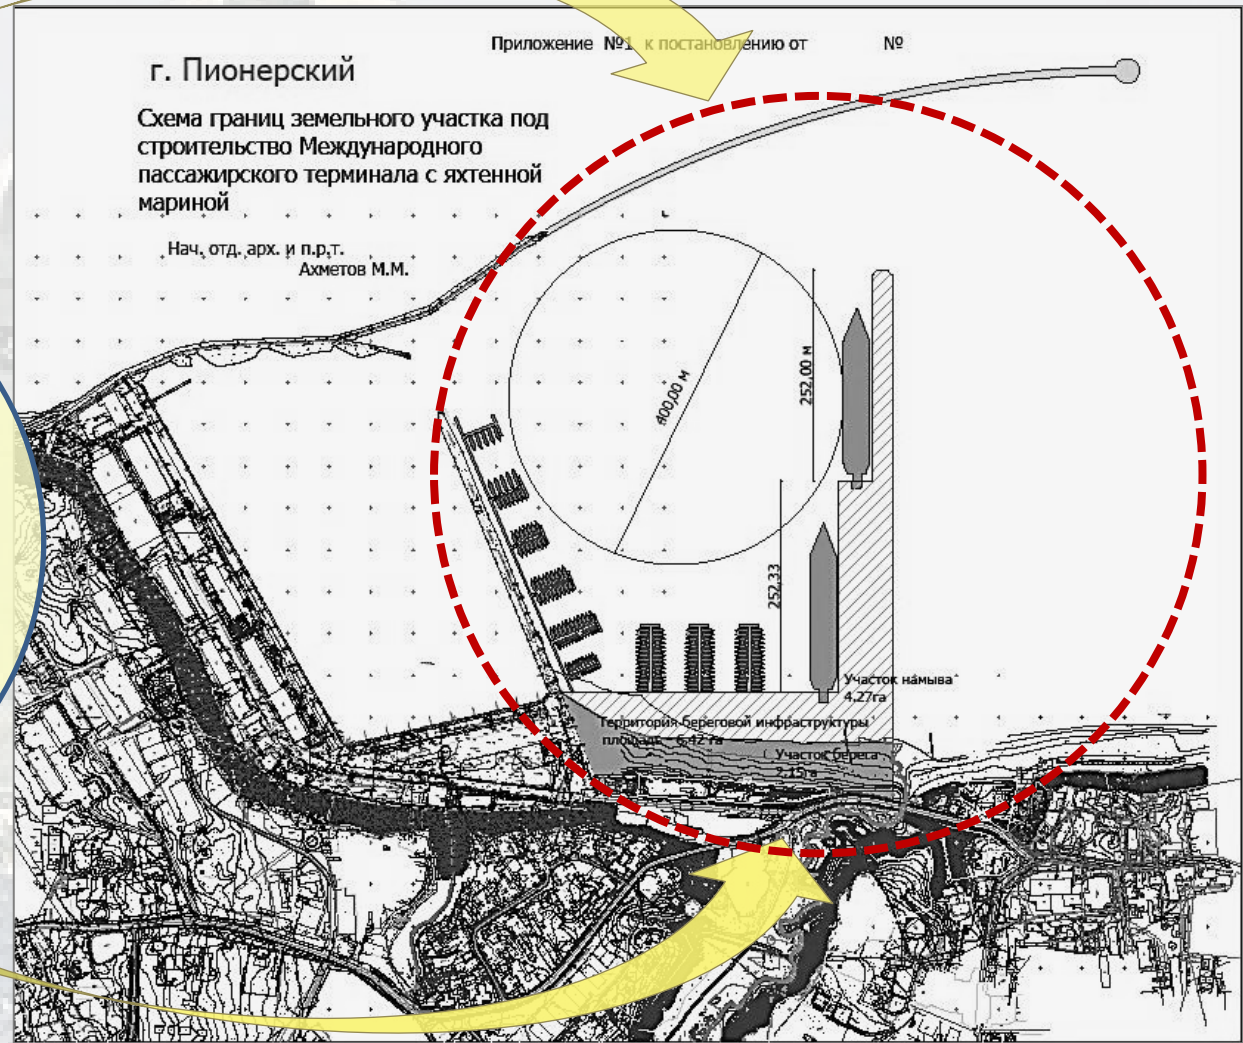 Приложение №1 к постановлению от №
г. Пионерский
Схема границ земельного участка под
строительство Международного
пассажирского терминала с яхтенной
мариной
Нач. отд. арх. и п.р.т.
Ахметов М.М.
400,00 м
252,00 м
252,33
Участок намыва
4.27га
Территория береговой инфраструктуры
площадь - 6,42 га
Участок берега
2.15га